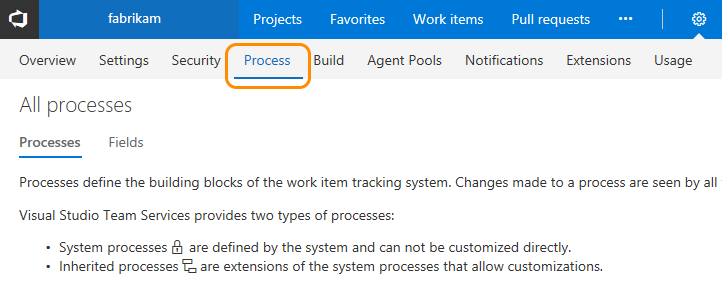 fabrikam Projects Favorites Work items Pull requests •••
Overview Settings Security Process Build Agent Pools Notifications Extensions Usage
All processes
Processes Fields
Processes define the building blocks of the work item tracking system. Changes made to a process are seen by all
Visual Studio Team Services provides two types of processes:
• System processes are defined by the system and can not be customized directly.
• Inherited processes are extensions of the system processes that allow customizations.